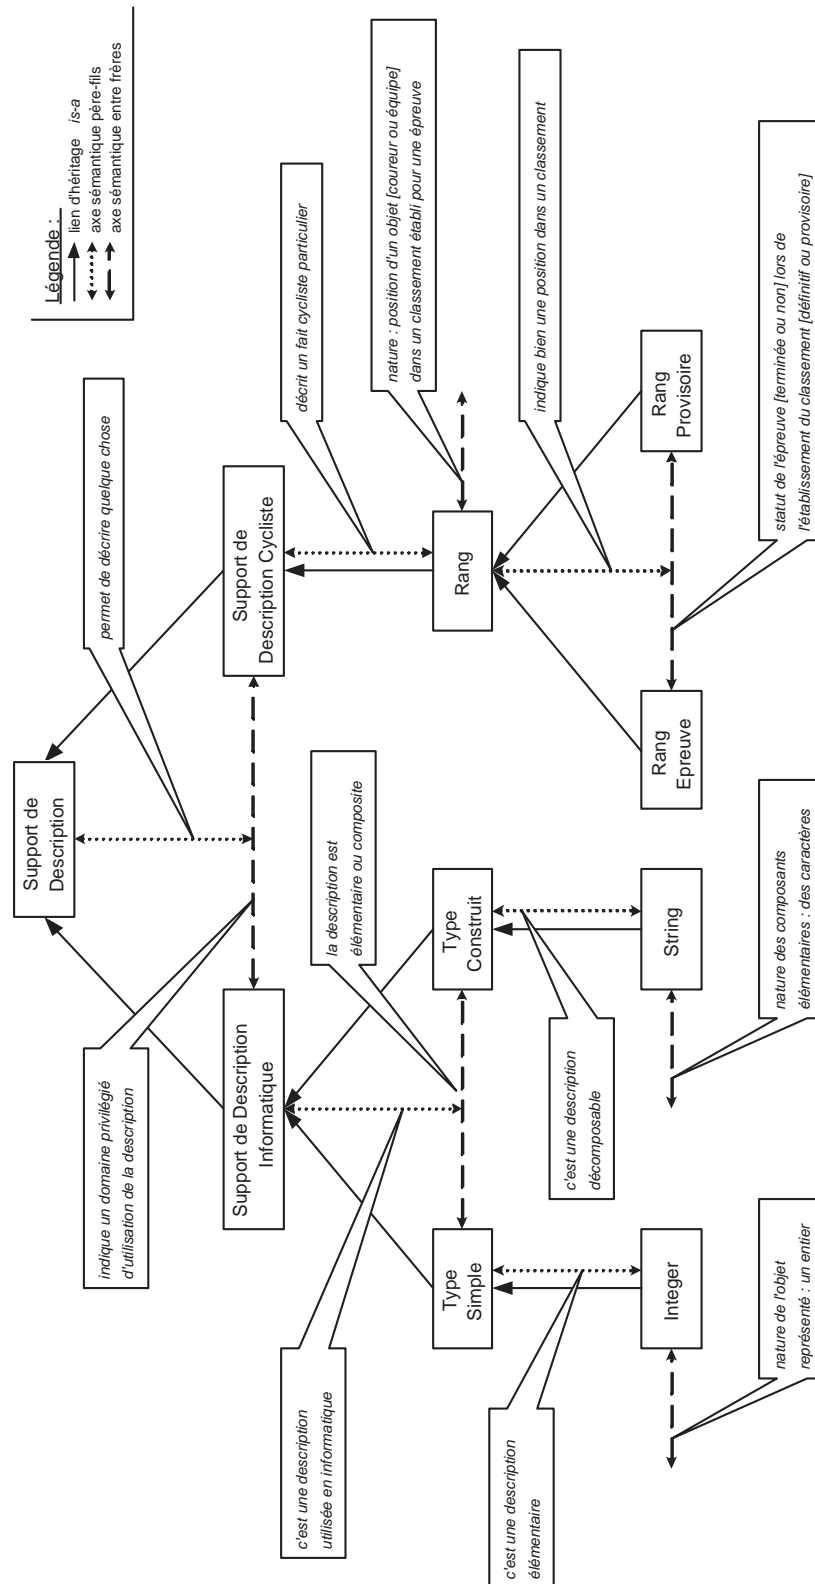 Légende :
lien d'héritage is-a
axe sémantique père-fils
axe sémantique entre frères
permet de décrire quelque chose
Support de
Description
indique un domaine privilégié
d'utilisation de la description
Support de Description
Informatique
Support de
Description Cycliste
décrit un fait cycliste particulier
c'est une description
utilisée en informatique
la description est
élémentaire ou composite
nature : position d'un objet [coureur ou équipe]
dans un classement établi pour une épreuve
Type
Simple
Type
Construit
Rang
c'est une description
élémentaire
c'est une description
décomposable
indique bien une position dans un classement
Integer
String
Rang
Epreuve
Rang
Provisoire
nature de l'objet
représenté : un entier
nature des composants
élémentaires : des caractères
statut de l'épreuve [terminée ou non] lors de
l'établissement du classement [définitif ou provisoire]